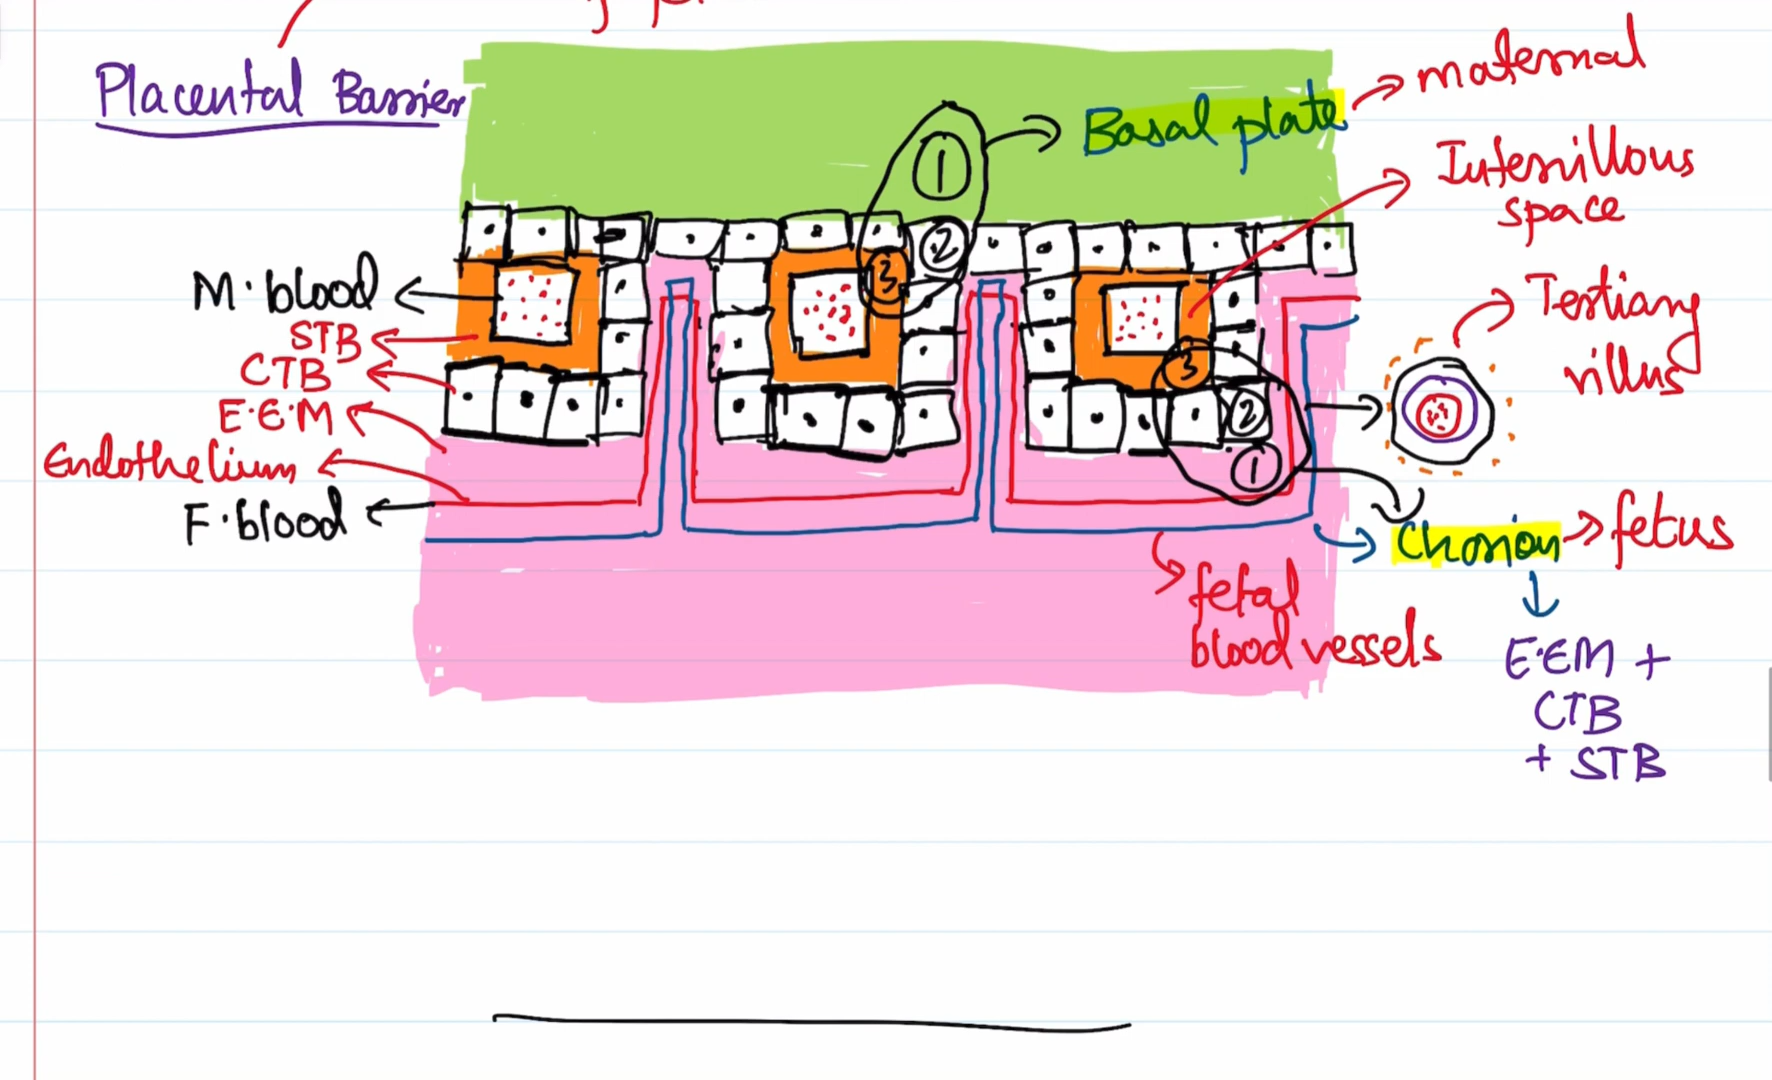 Placental Barrier
Basal plate
maternal
Intervillous
space
M. blood
STB
CTB
E.E.M
Endothelium
F. blood
1
2
3
3
2
1
Tertiary
villus
Chorion
fetus
fetal
blood vessels
E.EM +
CTB
+ STB